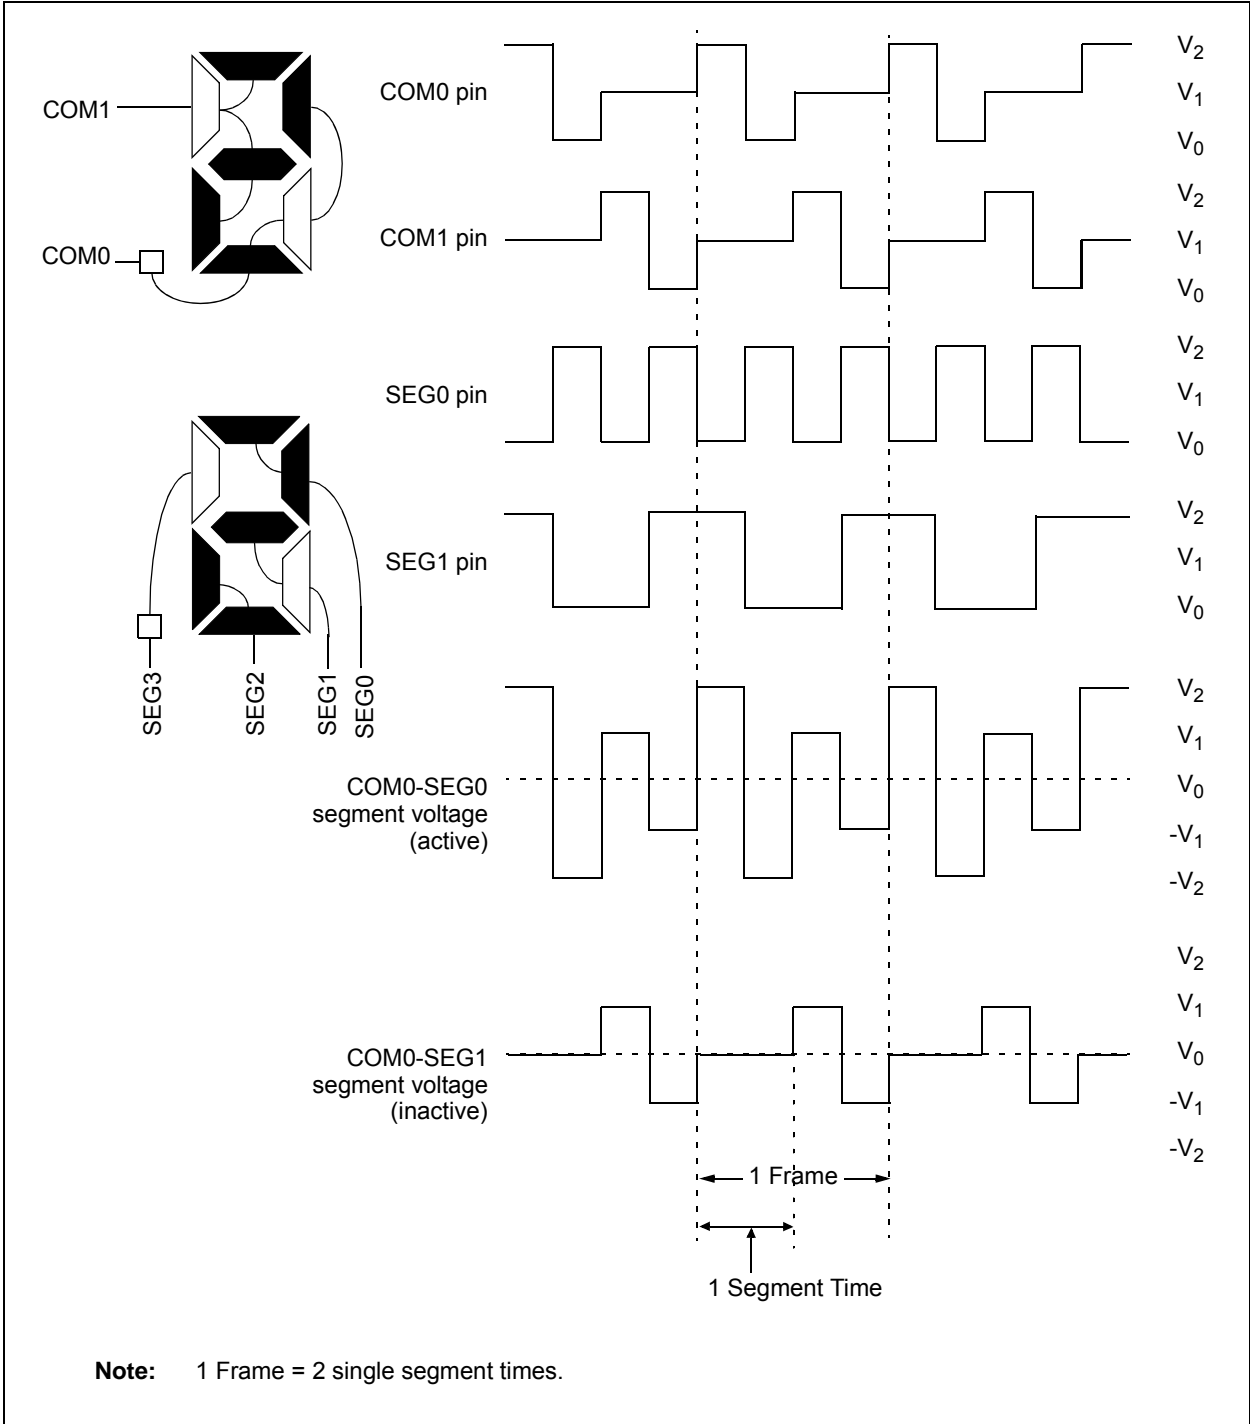 COM1
COM0
COM0 pin
V2
V1
V0
COM1 pin
V2
V1
V0
SEG0 pin
V2
V1
V0
SEG1 pin
V2
V1
V0
SEG3
SEG2
SEG1
SEG0
COM0-SEG0
segment voltage
(active)
V2
V1
V0
-V1
-V2
COM0-SEG1
segment voltage
(inactive)
V2
V1
V0
-V1
-V2
1 Frame
1 Segment Time
Note: 1 Frame = 2 single segment times.